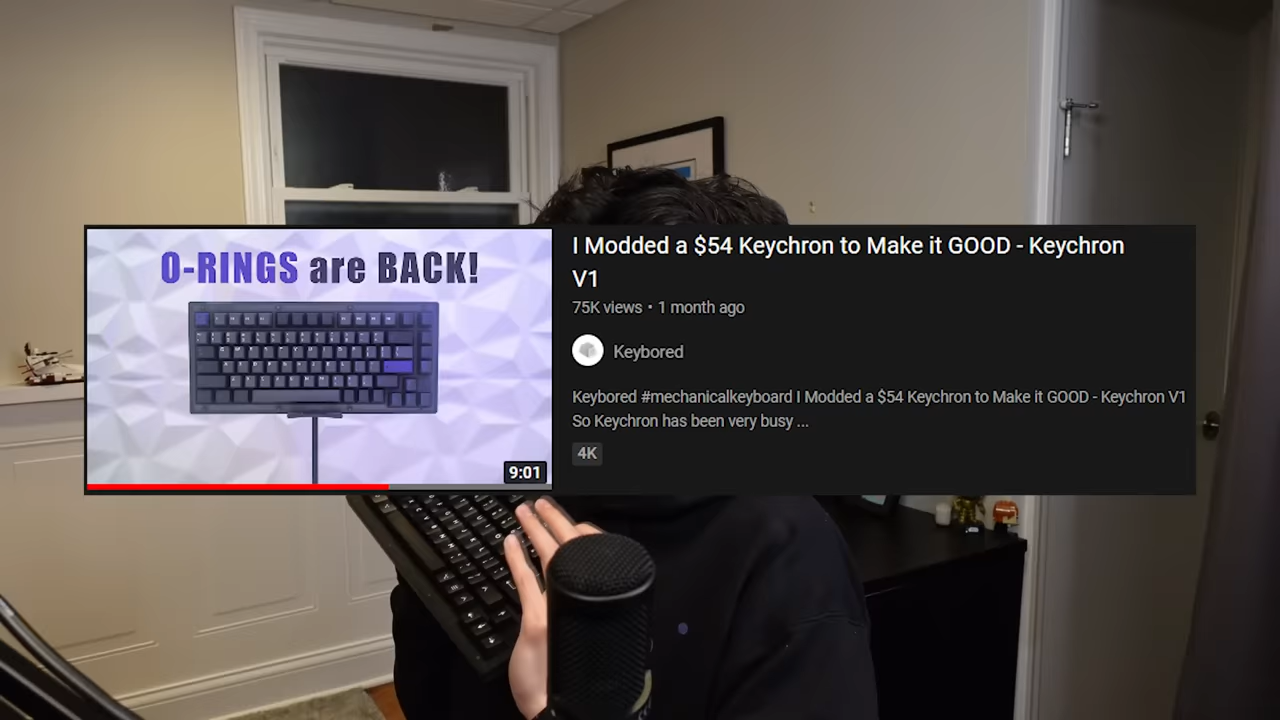 O-RINGS are BACK!
9:01
I Modded a $54 Keychron to Make it GOOD - Keychron
V1
75K views • 1 month ago
Keybored
Keybored #mechanicalkeyboard I Modded a $54 Keychron to Make it GOOD - Keychron V1
So Keychron has been very busy ...
4K